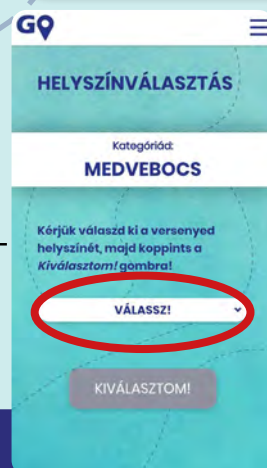 GO
HELYSZÍNVÁLASZTÁS
Kategóriád:
MEDVEBOCS
Kérjük válaszd ki a versenyed
helyszínét, majd koppints a
Kiválasztom! gombra!
VÁLASSZ!
KIVÁLASZTOM!